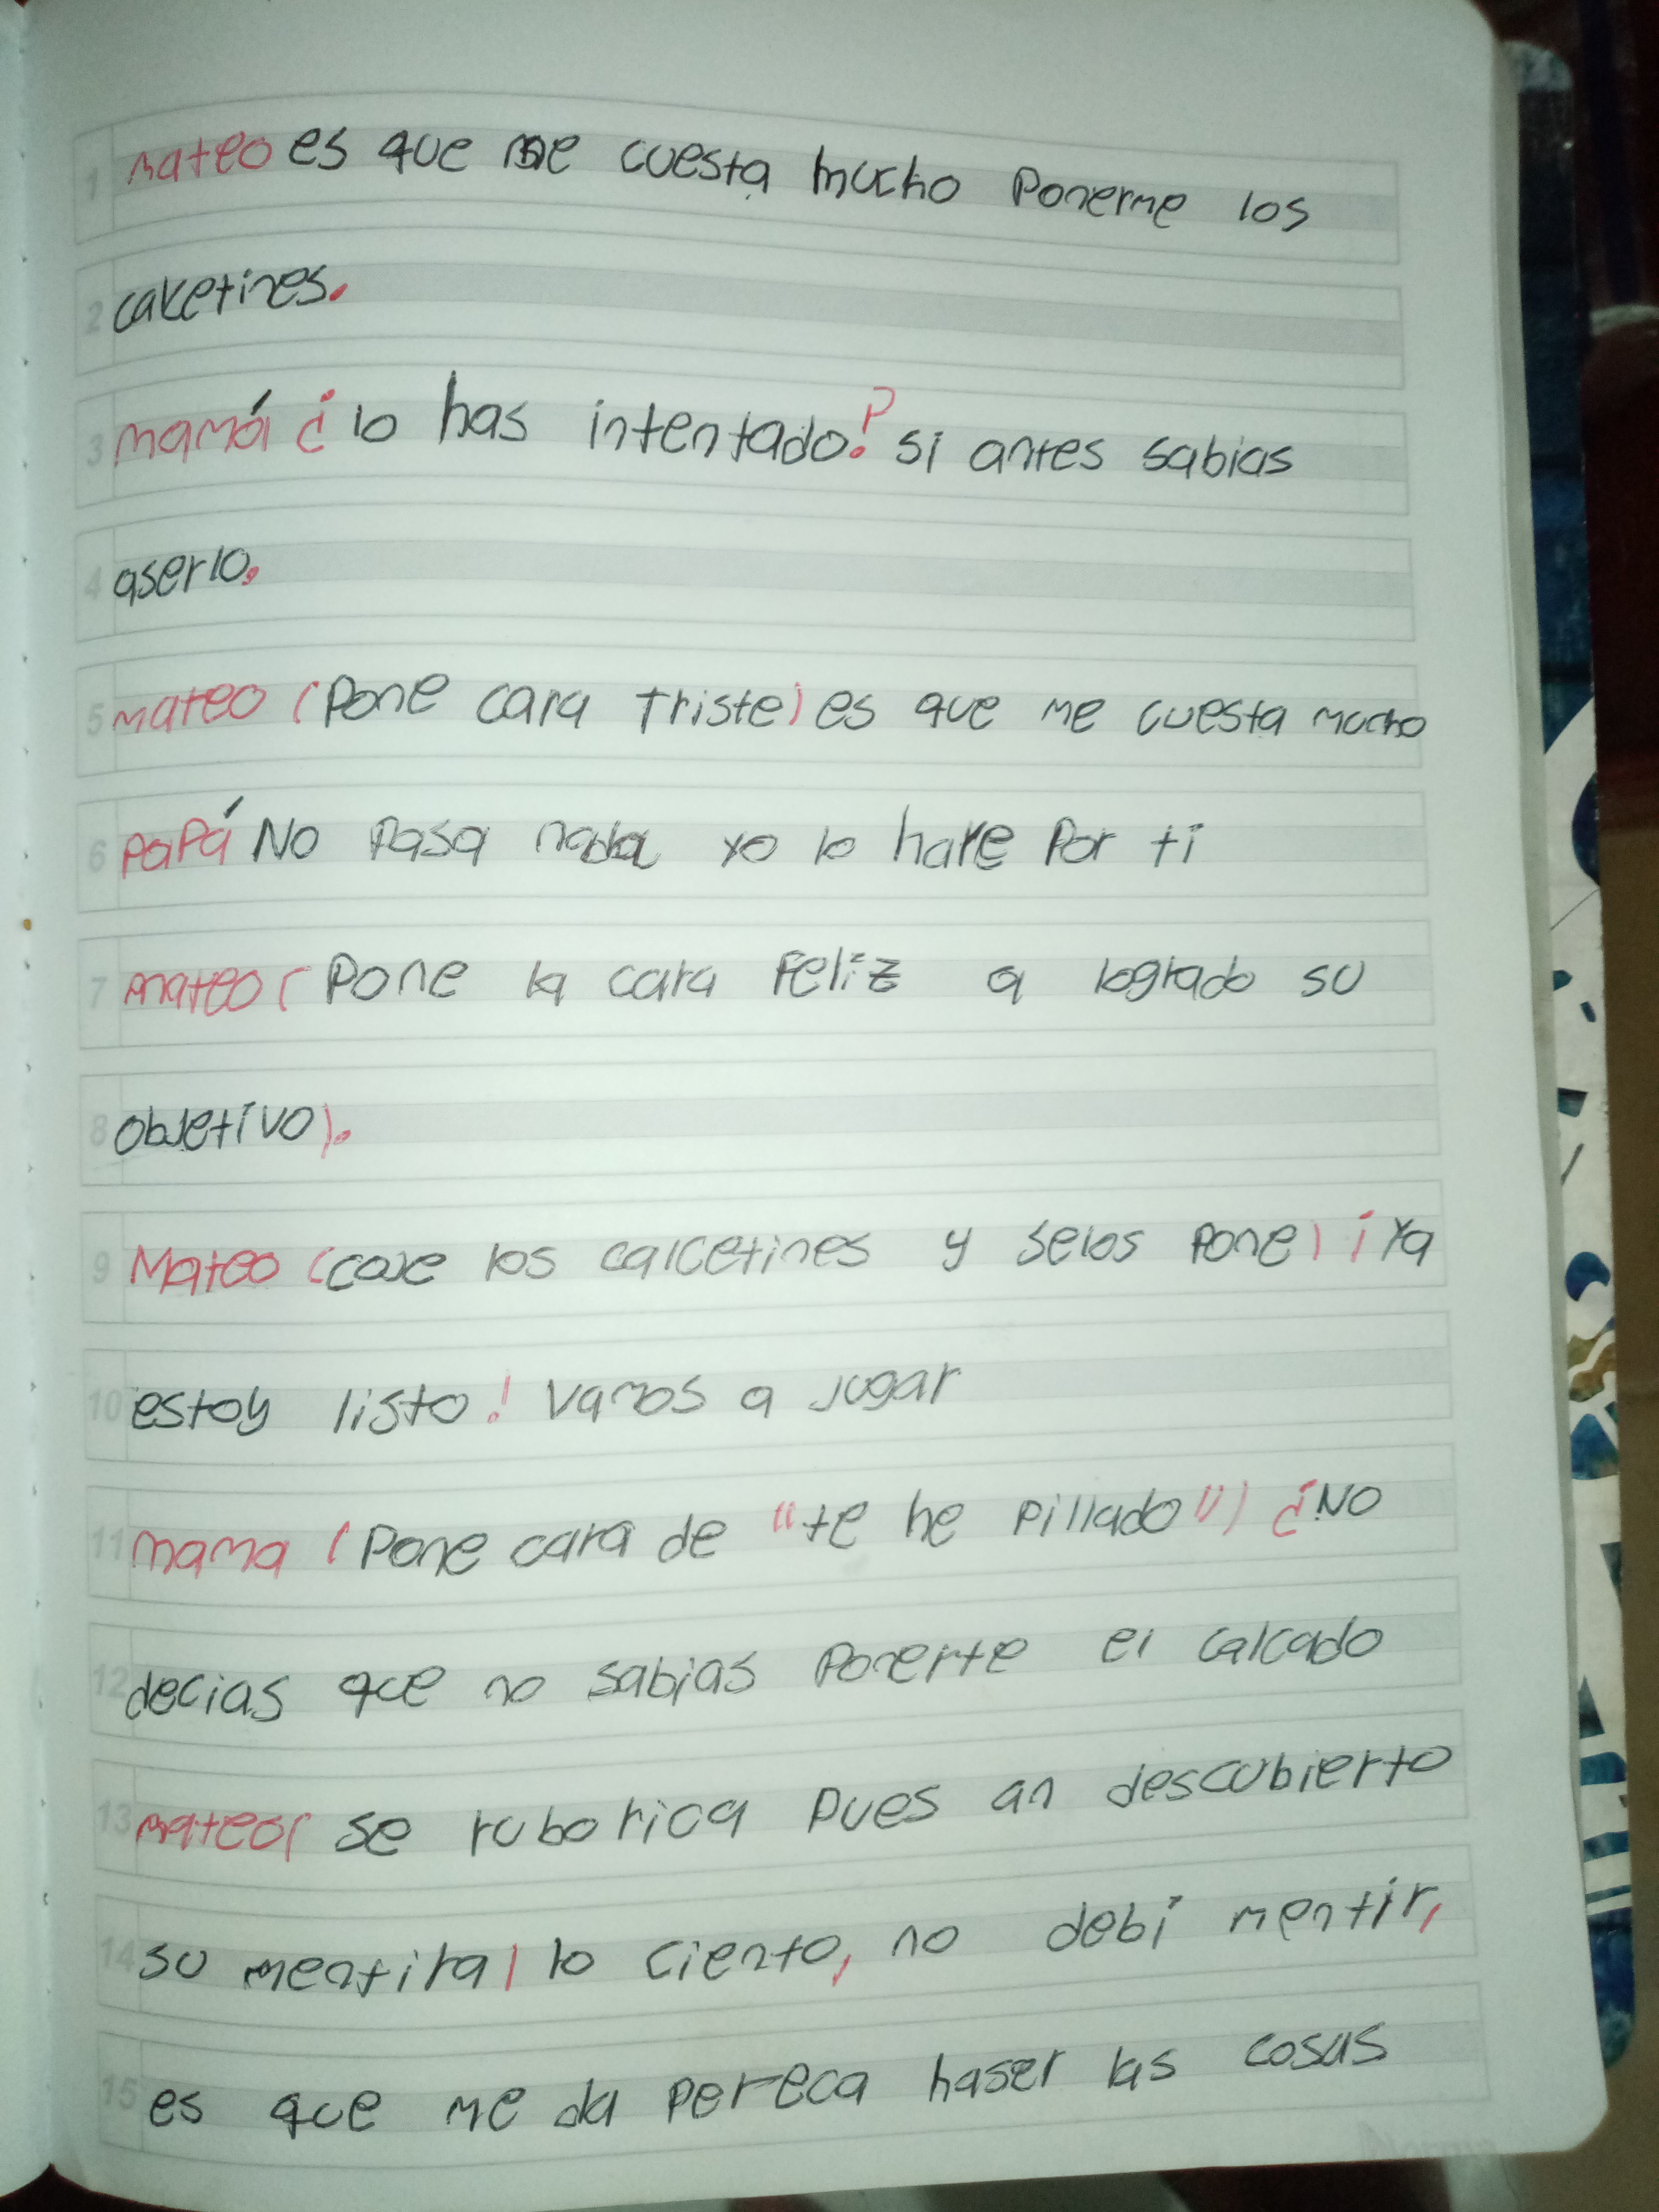 1 mateo es que me cuesta mucho Ponerme los
2 calcetines.
3 mamá ¿lo has intentado? si antes sabias
4 aserlo.
5 mateo (Pone cara triste) es que me cuesta mucho
6 PaPá No Pasa nada yo lo hare Por ti
7 mateo (Pone la cara feliz a logrado su
8 objetivo).
9 Mateo (coje los calcetines y selos Pone) ¡Ya
10 estoy listo! Vamos a jugar
11 mama (Pone cara de "te he pillado") ¿No
12 decias que no sabias Ponerte el calcado
13 mateo( se ruborica pues an descubierto
14 su mentira) lo ciento, no debi mentir,
15 es que me da pereca haser las cosas